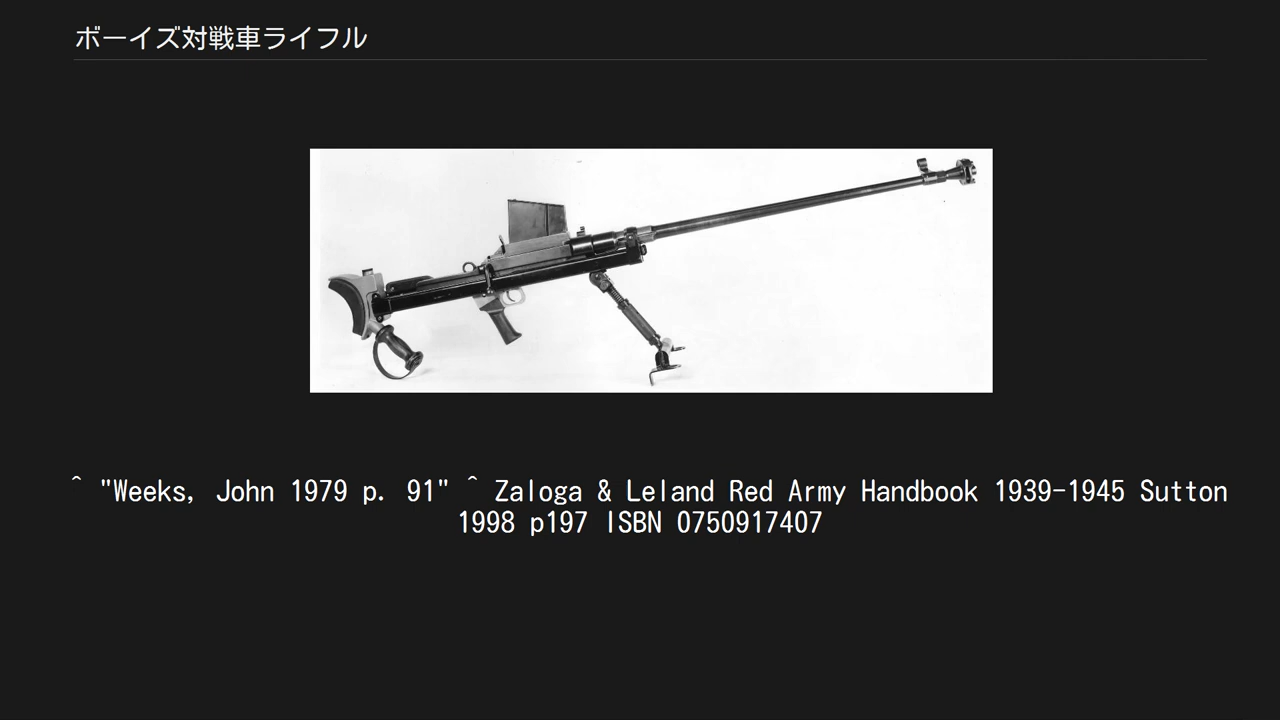 ボーイズ対戦車ライフル
^ "Weeks, John 1979 p. 91" ^ Zaloga & Leland Red Army Handbook 1939-1945 Sutton
1998 p197 ISBN 0750917407